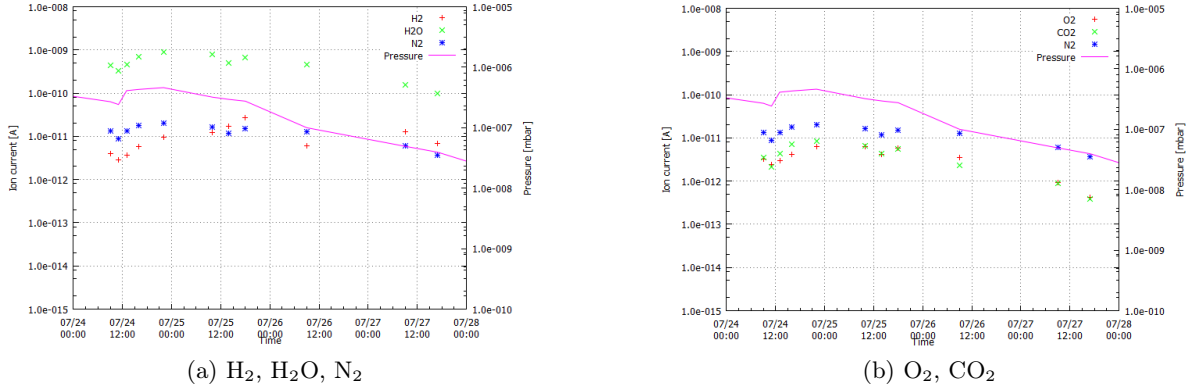 1.0e-008
1.0e-009
1.0e-010
1.0e-011
1.0e-012
1.0e-013
1.0e-014
1.0e-015
Ion current [A]
H2
H2O
N2
Pressure
1.0e-005
1.0e-006
1.0e-007
1.0e-008
1.0e-009
1.0e-010
Pressure [mbar]
07/24 07/24 07/25 07/25 07/26 07/26 07/27 07/27 07/28
00:00 12:00 00:00 12:00 00:00 12:00 00:00 12:00 00:00
Time
(a) H₂, H₂O, N₂
1.0e-008
1.0e-009
1.0e-010
1.0e-011
1.0e-012
1.0e-013
1.0e-014
1.0e-015
Ion current [A]
O2
CO2
N2
Pressure
1.0e-005
1.0e-006
1.0e-007
1.0e-008
1.0e-009
1.0e-010
Pressure [mbar]
07/24 07/24 07/25 07/25 07/26 07/26 07/27 07/27 07/28
00:00 12:00 00:00 12:00 00:00 12:00 00:00 12:00 00:00
Time
(b) O₂, CO₂